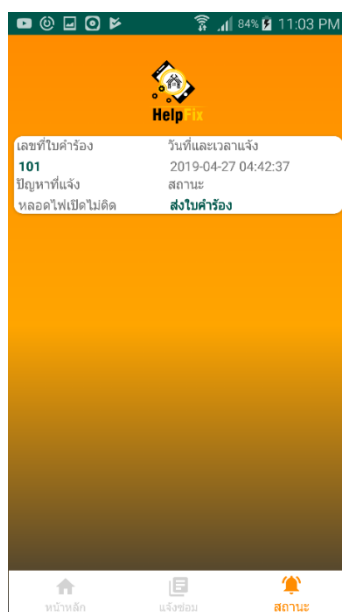 84% 11:03 PM
HelpFix
เลขที่ใบคำร้อง วันที่และเวลาแจ้ง
101 2019-04-27 04:42:37
ปัญหาที่แจ้ง สถานะ
หลอดไฟเปิดไม่ติด ส่งใบคำร้อง
หน้าหลัก แจ้งซ่อม สถานะ